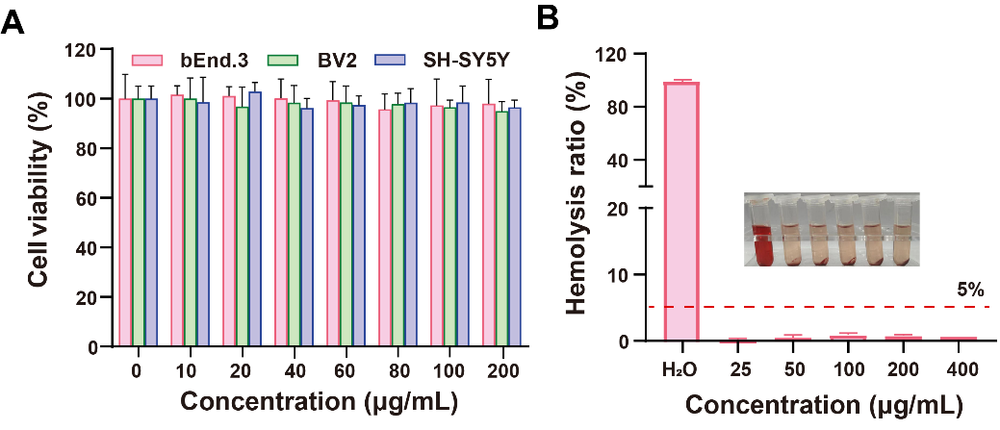 A
Cell viability (%)
120
100
80
60
40
20
0
bEnd.3 BV2 SH-SY5Y
0 10 20 40 60 80 100 200
Concentration (μg/mL)
B
Hemolysis ratio (%)
120
80
40
20
10
0
5%
H₂O 25 50 100 200 400
Concentration (μg/mL)